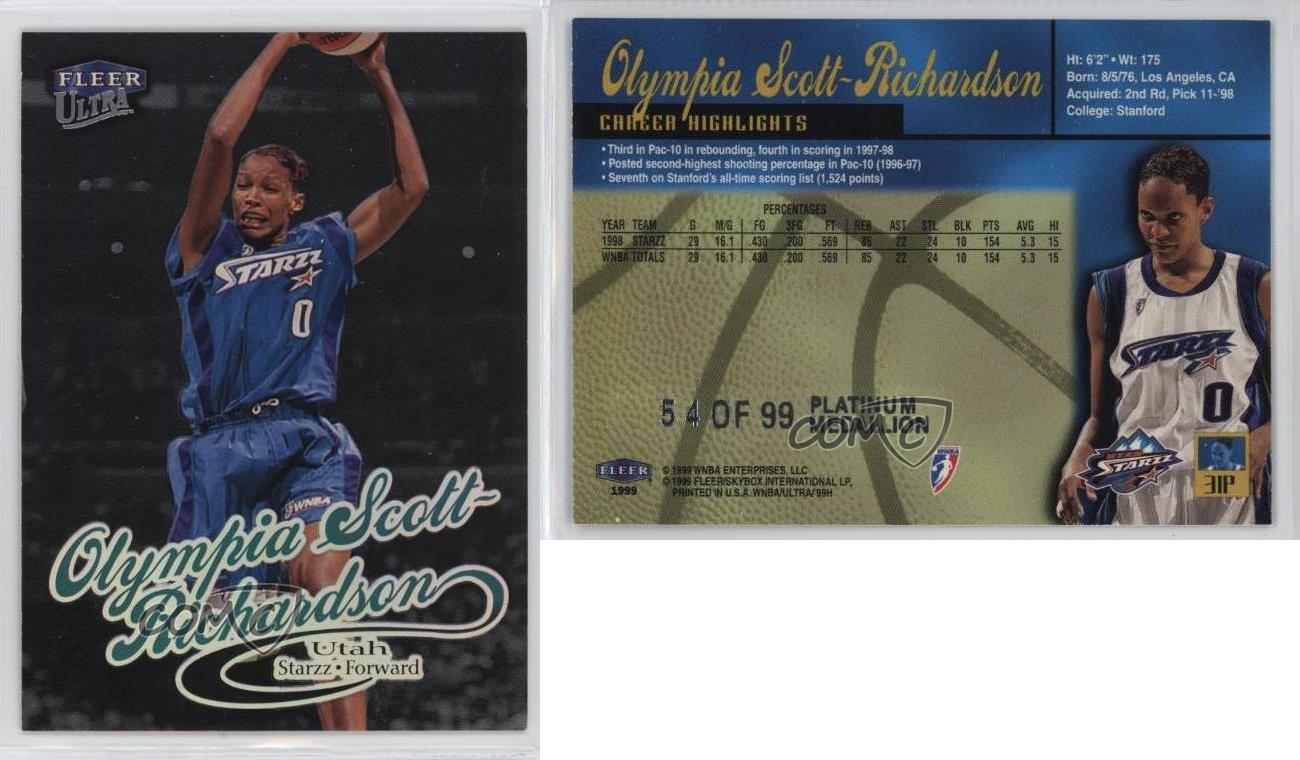 FLEER
ULTRA
STARZZ
0
WNBA
Olympia Scott-
Richardson
COMC
Utah
Starzz • Forward
Olympia Scott-Richardson
CAREER HIGHLIGHTS
• Third in Pac-10 in rebounding, fourth in scoring in 1997-98
• Posted second-highest shooting percentage in Pac-10 (1996-97)
• Seventh on Stanford's all-time scoring list (1,524 points)
Ht: 6'2" • Wt: 175
Born: 8/5/76, Los Angeles, CA
Acquired: 2nd Rd, Pick 11-'98
College: Stanford
PERCENTAGES
YEAR TEAM G M/G FG 3FG FT REB AST STL BLK PTS AVG HI
1998 STARZZ 29 16.1 .430 .200 .569 85 22 24 10 154 5.3 15
WNBA TOTALS 29 16.1 .430 .200 .569 85 22 24 10 154 5.3 15
54 OF 99 PLATINUM
MEDALLION
COMC
STARZZ
0
FLEER
1999
© 1999 WNBA ENTERPRISES, LLC
© 1999 FLEER/SKYBOX INTERNATIONAL LP,
PRINTED IN U.S.A. WNBA/ULTRA/'99H
WNBA
UTAH
STARZZ
31P